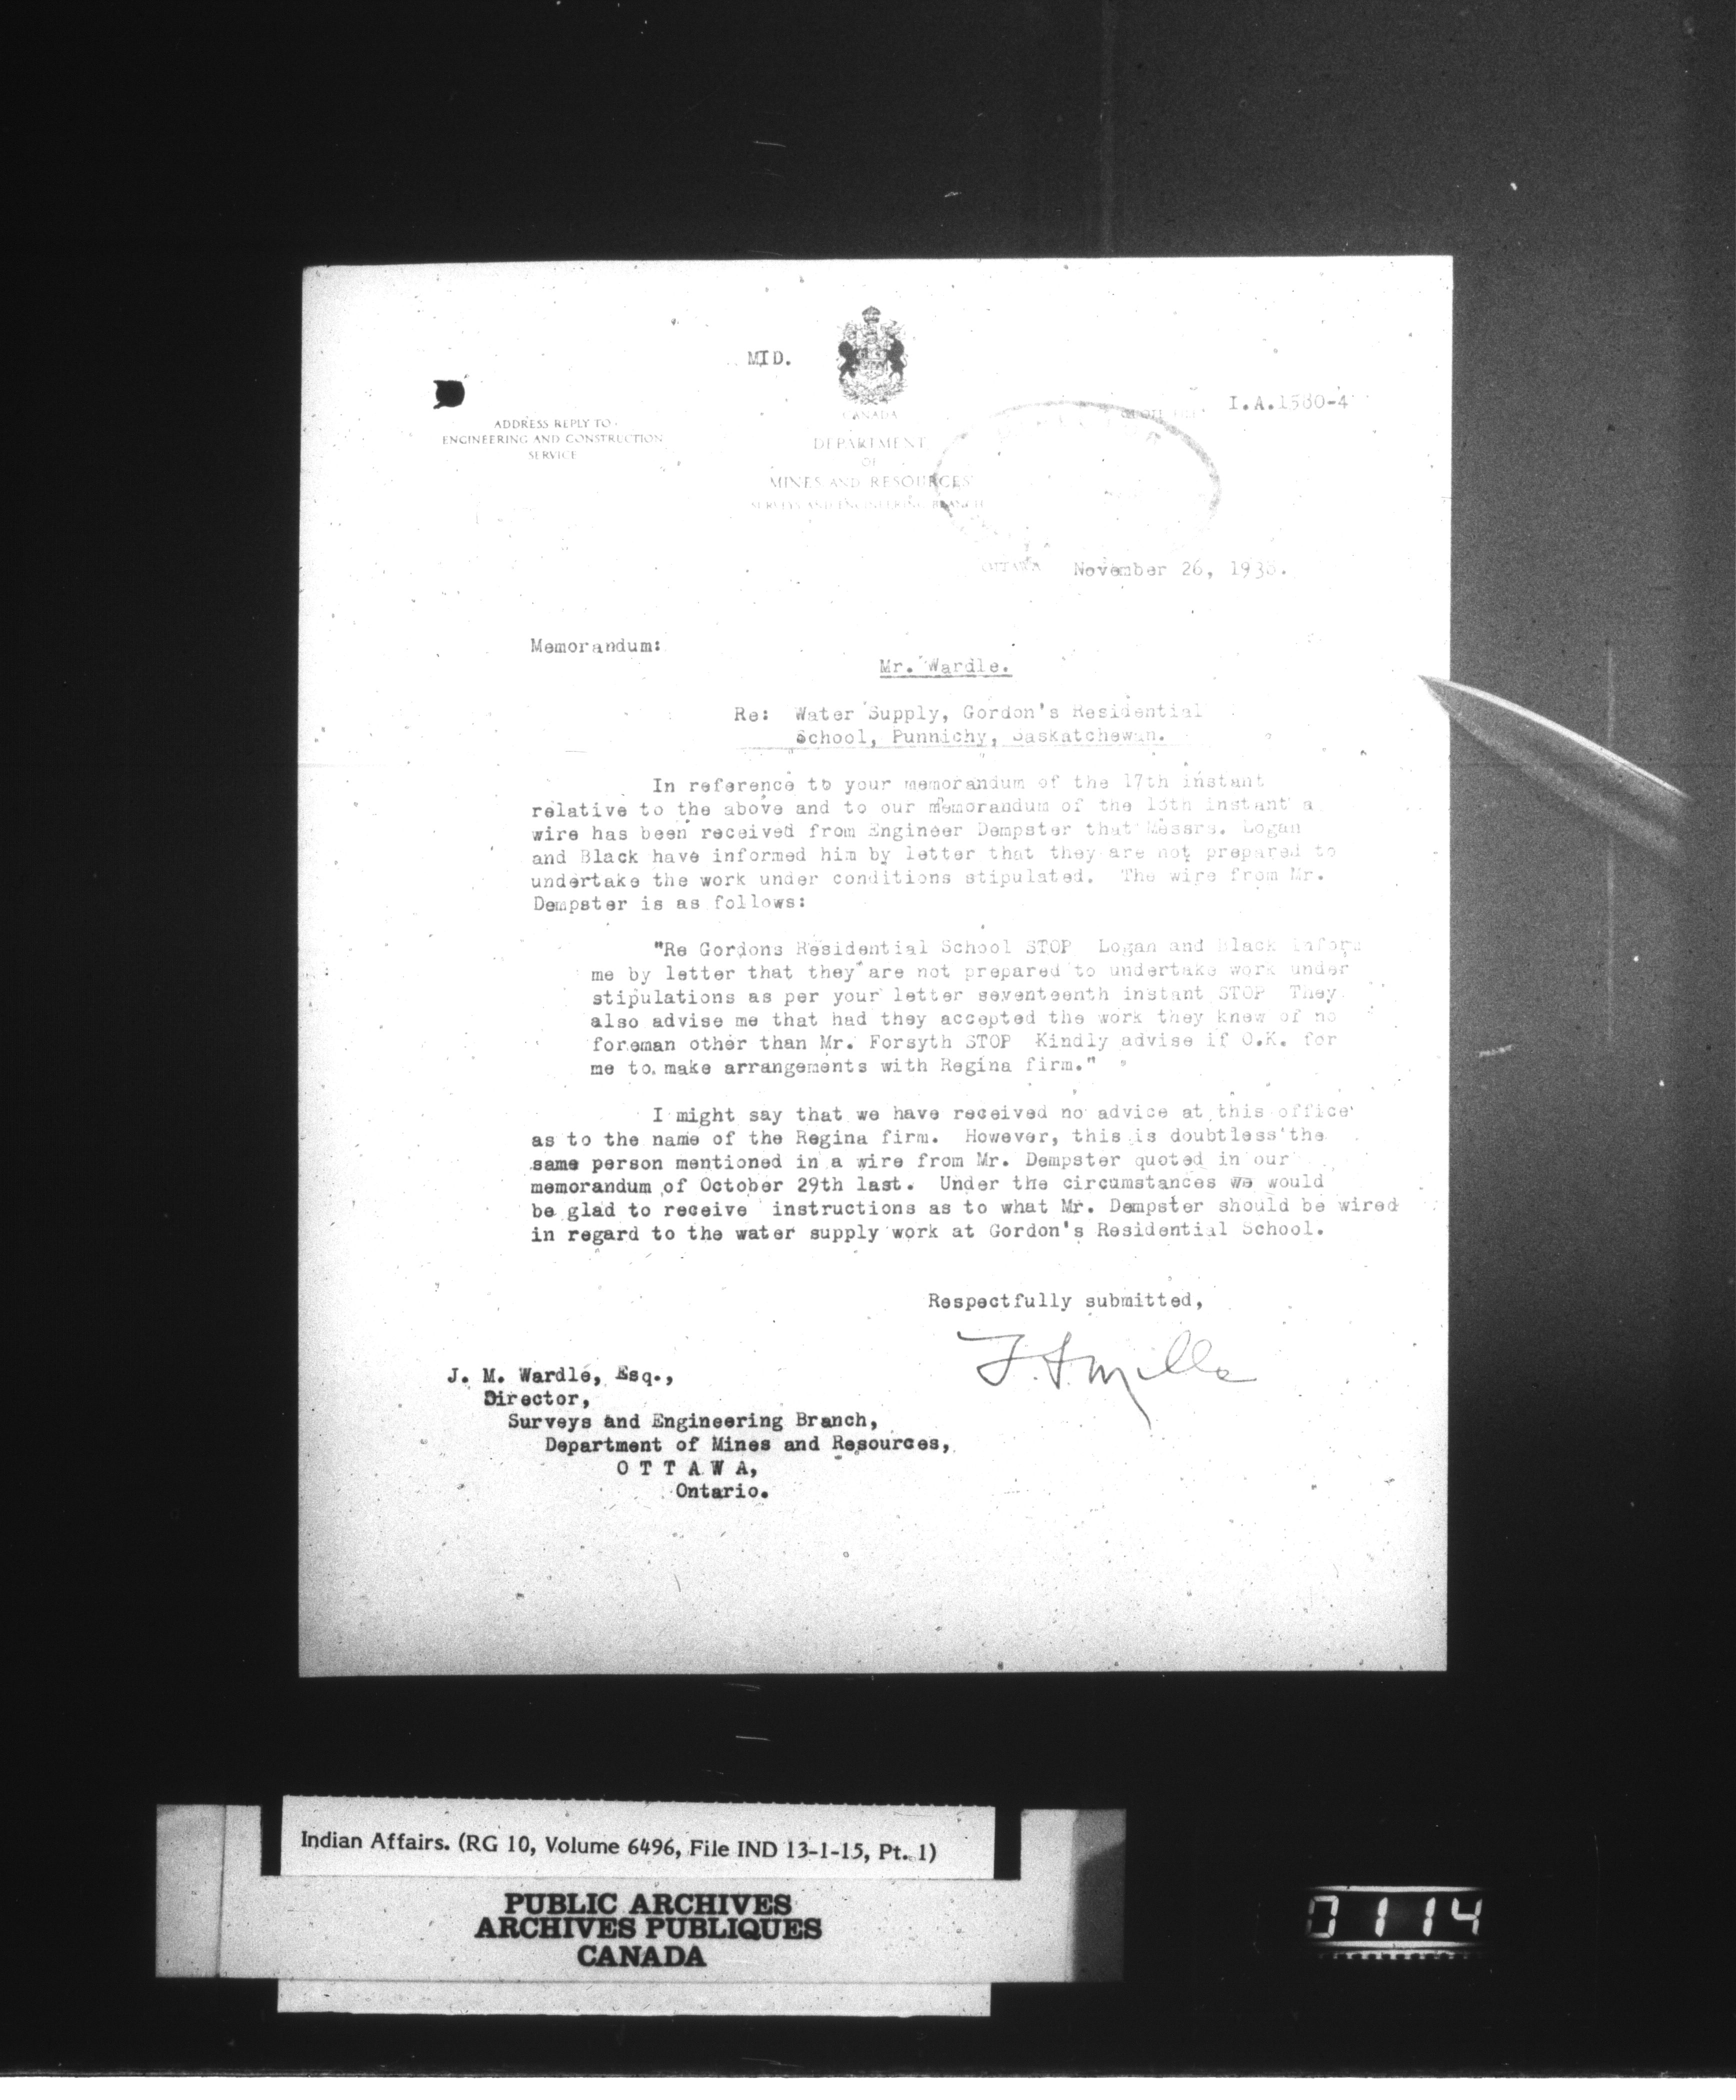 MID.
CANADA
I.A.1580-4
ADDRESS REPLY TO
ENGINEERING AND CONSTRUCTION
SERVICE
DEPARTMENT
OF
MINES AND RESOURCES
SURVEYS AND ENGINEERING BRANCH
OTTAWA November 26, 1938.
Memorandum:
Mr. Wardle.
Re: Water Supply, Gordon's Residential
School, Punnichy, Saskatchewan.
In reference to your memorandum of the 17th instant
relative to the above and to our memorandum of the instant a
wire has been received from Engineer Dempster that Messrs. Logan
and Black have informed him by letter that they are not prepared to
undertake the work under conditions stipulated. The wire from Mr.
Dempster is as follows:
"Re Gordons Residential School STOP Logan and Black inform
me by letter that they are not prepared to undertake work under
stipulations as per your letter seventeenth instant STOP They
also advise me that had they accepted the work they knew of no
foreman other than Mr. Forsyth STOP Kindly advise if O.K. for
me to make arrangements with Regina firm."
I might say that we have received no advice at this office
as to the name of the Regina firm. However, this is doubtless the
same person mentioned in a wire from Mr. Dempster quoted in our
memorandum of October 29th last. Under the circumstances we would
be glad to receive instructions as to what Mr. Dempster should be wired
in regard to the water supply work at Gordon's Residential School.
Respectfully submitted,
J. M. Wardle, Esq.,
Director,
Surveys and Engineering Branch,
Department of Mines and Resources,
O T T A W A,
Ontario.
Indian Affairs. (RG 10, Volume 6496, File IND 13-1-15, Pt. 1)
PUBLIC ARCHIVES
ARCHIVES PUBLIQUES
CANADA
0114